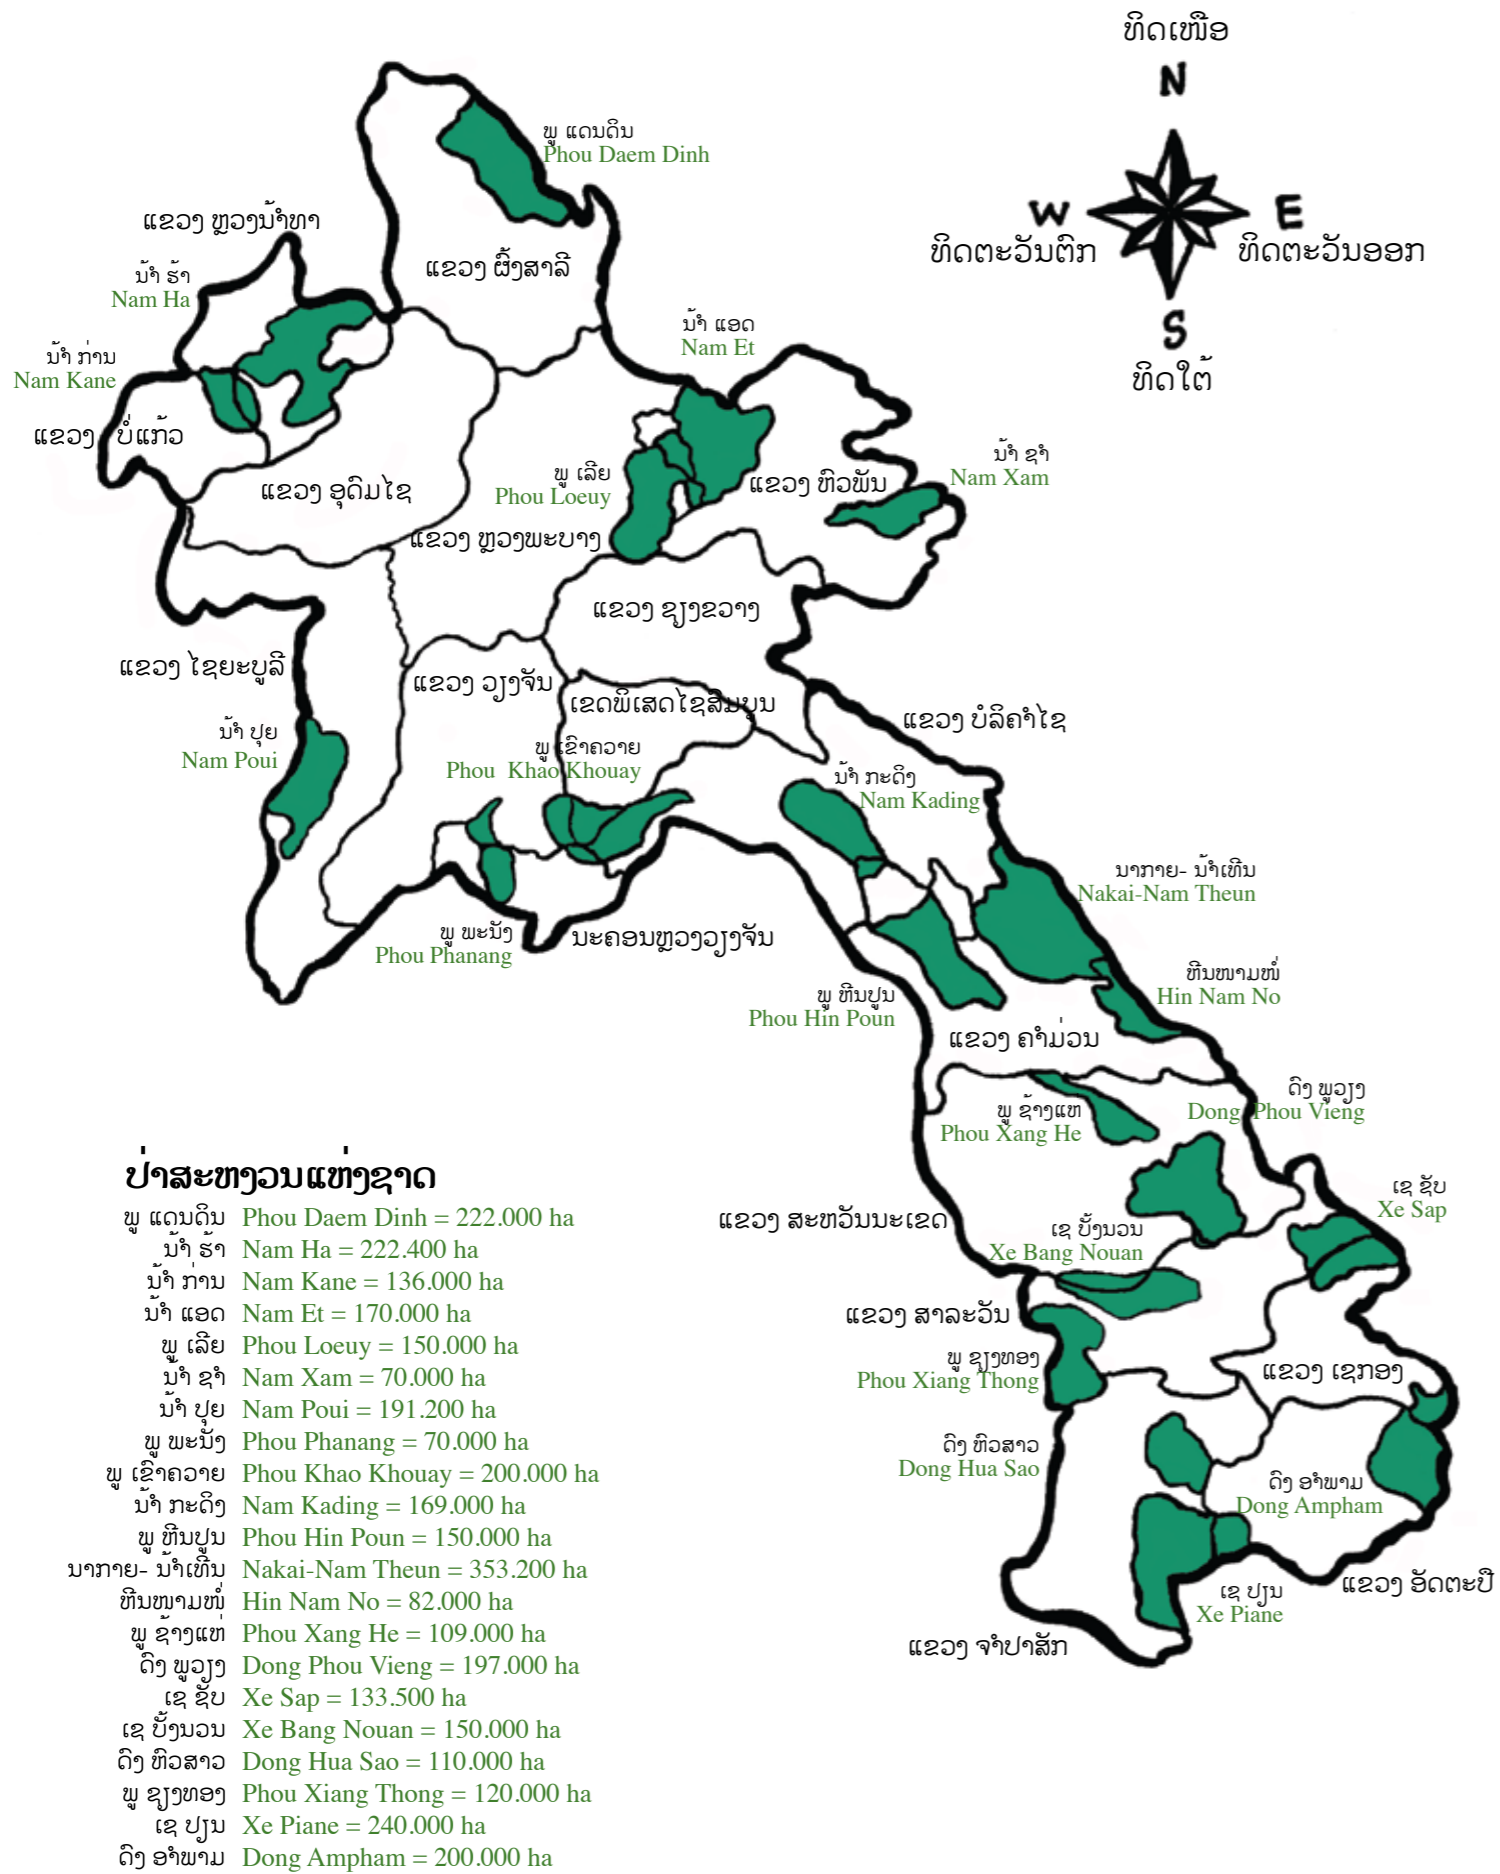 ທິດເໜືອ
N
W
E
ທິດຕະວັນຕົກ
ທິດຕະວັນອອກ
S
ທິດໃຕ້
ພູ ແດນດິນ
Phou Daem Dinh
ແຂວງ ຫຼວງນ້ຳທາ
ແຂວງ ຜົ້ງສາລີ
ນ້ຳ ຮ້າ
Nam Ha
ນ້ຳ ແອດ
Nam Et
ນ້ຳ ກ່ານ
Nam Kane
ແຂວງ ບໍ່ແກ້ວ
ນ້ຳ ຊຳ
Nam Xam
ພູ ເລີຍ
Phou Loeuy
ແຂວງ ຫົວພັນ
ແຂວງ ອຸດົມໄຊ
ແຂວງ ຫຼວງພະບາງ
ແຂວງ ຊຽງຂວາງ
ແຂວງ ໄຊຍະບູລີ
ແຂວງ ວຽງຈັນ
ເຂດພິເສດໄຊສົມບູນ
ແຂວງ ບໍລິຄຳໄຊ
ນ້ຳ ປຸຍ
Nam Poui
ພູ ເຂົາຄວາຍ
Phou Khao Khouay
ນ້ຳ ກະດິງ
Nam Kading
ນາກາຍ- ນ້ຳເທີນ
Nakai-Nam Theun
ພູ ພະນັງ
Phou Phanang
ນະຄອນຫຼວງວຽງຈັນ
ຫີນໜາມໜໍ່
Hin Nam No
ພູ ຫີນປູນ
Phou Hin Poun
ແຂວງ ຄຳມ່ວນ
ດົງ ພູວຽງ
Dong Phou Vieng
ພູ ຊ້າງແຫ
Phou Xang He
ເຊ ຊັບ
Xe Sap
ແຂວງ ສະຫວັນນະເຂດ
ເຊ ບັ້ງນວນ
Xe Bang Nouan
ແຂວງ ສາລະວັນ
ພູ ຊຽງທອງ
Phou Xiang Thong
ແຂວງ ເຊກອງ
ດົງ ຫົວສາວ
Dong Hua Sao
ດົງ ອຳພາມ
Dong Ampham
ເຊ ປຽນ
Xe Piane
ແຂວງ ອັດຕະປື
ແຂວງ ຈຳປາສັກ
ປ່າສະຫງວນແຫ່ງຊາດ
ພູ ແດນດິນ Phou Daem Dinh = 222.000 ha
ນ້ຳ ຮ້າ Nam Ha = 222.400 ha
ນ້ຳ ກ່ານ Nam Kane = 136.000 ha
ນ້ຳ ແອດ Nam Et = 170.000 ha
ພູ ເລີຍ Phou Loeuy = 150.000 ha
ນ້ຳ ຊຳ Nam Xam = 70.000 ha
ນ້ຳ ປຸຍ Nam Poui = 191.200 ha
ພູ ພະນັງ Phou Phanang = 70.000 ha
ພູ ເຂົາຄວາຍ Phou Khao Khouay = 200.000 ha
ນ້ຳ ກະດິງ Nam Kading = 169.000 ha
ພູ ຫີນປູນ Phou Hin Poun = 150.000 ha
ນາກາຍ- ນ້ຳເທີນ Nakai-Nam Theun = 353.200 ha
ຫີນໜາມໜໍ່ Hin Nam No = 82.000 ha
ພູ ຊ້າງແຫ່ Phou Xang He = 109.000 ha
ດົງ ພູວຽງ Dong Phou Vieng = 197.000 ha
ເຊ ຊັບ Xe Sap = 133.500 ha
ເຊ ບັ້ງນວນ Xe Bang Nouan = 150.000 ha
ດົງ ຫົວສາວ Dong Hua Sao = 110.000 ha
ພູ ຊຽງທອງ Phou Xiang Thong = 120.000 ha
ເຊ ປຽນ Xe Piane = 240.000 ha
ດົງ ອຳພາມ Dong Ampham = 200.000 ha